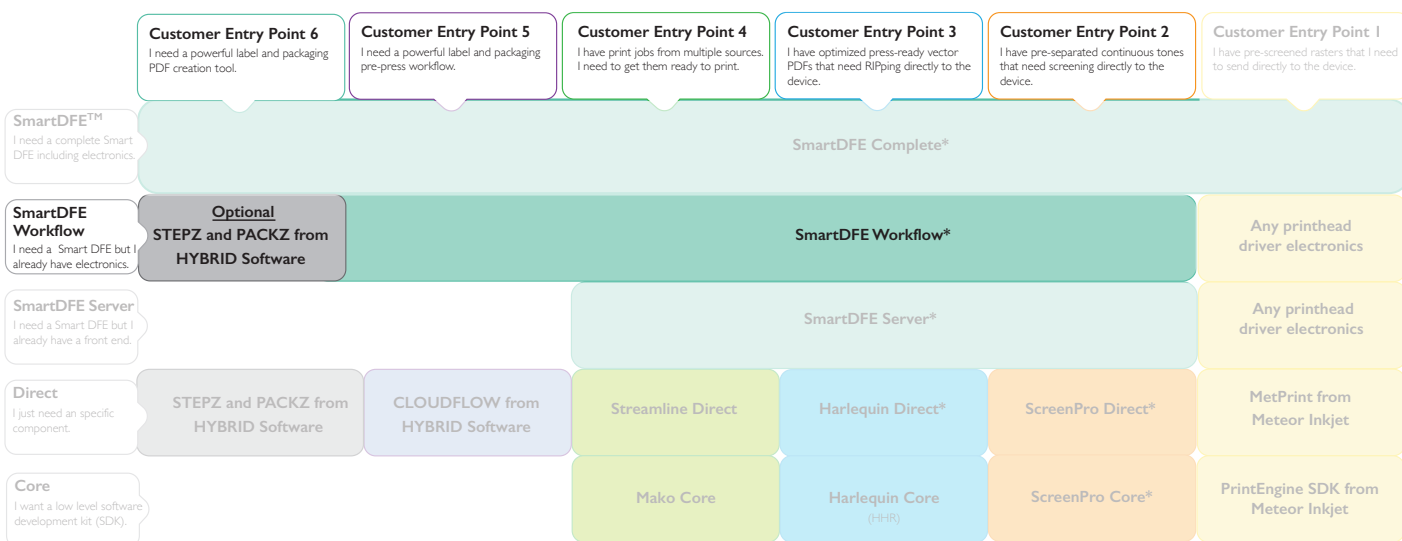 Customer Entry Point 6
I need a powerful label and packaging
PDF creation tool.
Customer Entry Point 5
I need a powerful label and packaging
pre-press workflow.
Customer Entry Point 4
I have print jobs from multiple sources.
I need to get them ready to print.
Customer Entry Point 3
I have optimized press-ready vector
PDFs that need RIPping directly to the
device.
Customer Entry Point 2
I have pre-separated continuous tones
that need screening directly to the
device.
Customer Entry Point 1
I have pre-screened rasters that I need
to send directly to the device.
SmartDFE™
I need a complete Smart
DFE including electronics.
SmartDFE Complete*
SmartDFE
Workflow
I need a Smart DFE but I
already have electronics.
Optional
STEPZ and PACKZ from
HYBRID Software
SmartDFE Workflow*
Any printhead
driver electronics
SmartDFE Server
I need a Smart DFE but I
already have a front end.
SmartDFE Server*
Any printhead
driver electronics
Direct
I just need an specific
component.
STEPZ and PACKZ from
HYBRID Software
CLOUDFLOW from
HYBRID Software
Streamline Direct
Harlequin Direct*
ScreenPro Direct*
MetPrint from
Meteor Inkjet
Core
I want a low level software
development kit (SDK).
Mako Core
Harlequin Core
(HHR)
ScreenPro Core*
PrintEngine SDK from
Meteor Inkjet